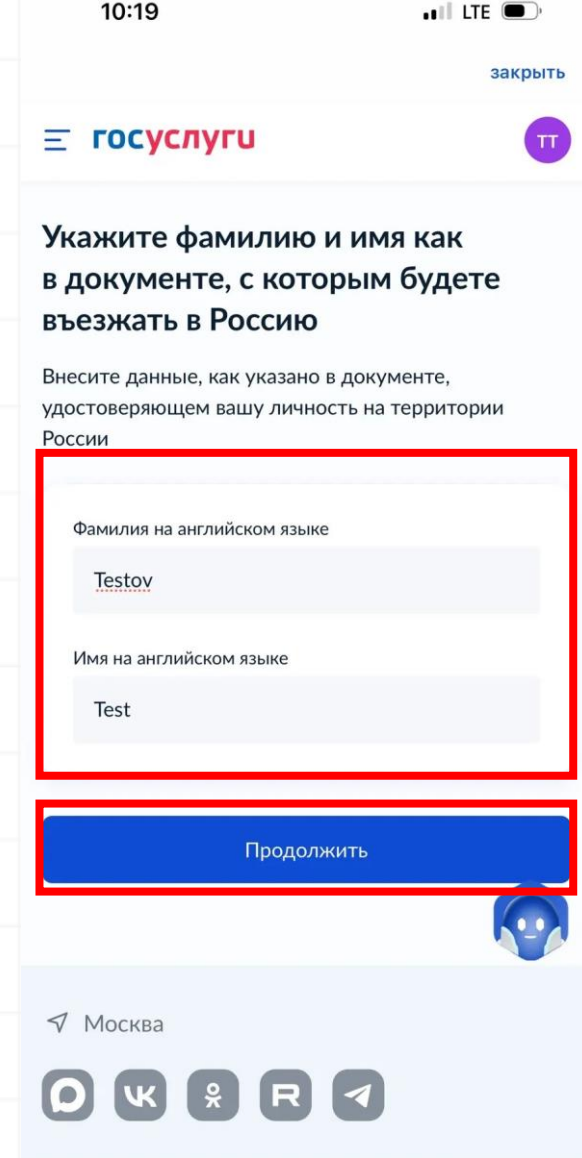 10:19 LTE
закрыть
госуслуги ТТ
Укажите фамилию и имя как
в документе, с которым будете
въезжать в Россию
Внесите данные, как указано в документе,
удостоверяющем вашу личность на территории
России
Фамилия на английском языке
Testov
Имя на английском языке
Test
Продолжить
Москва